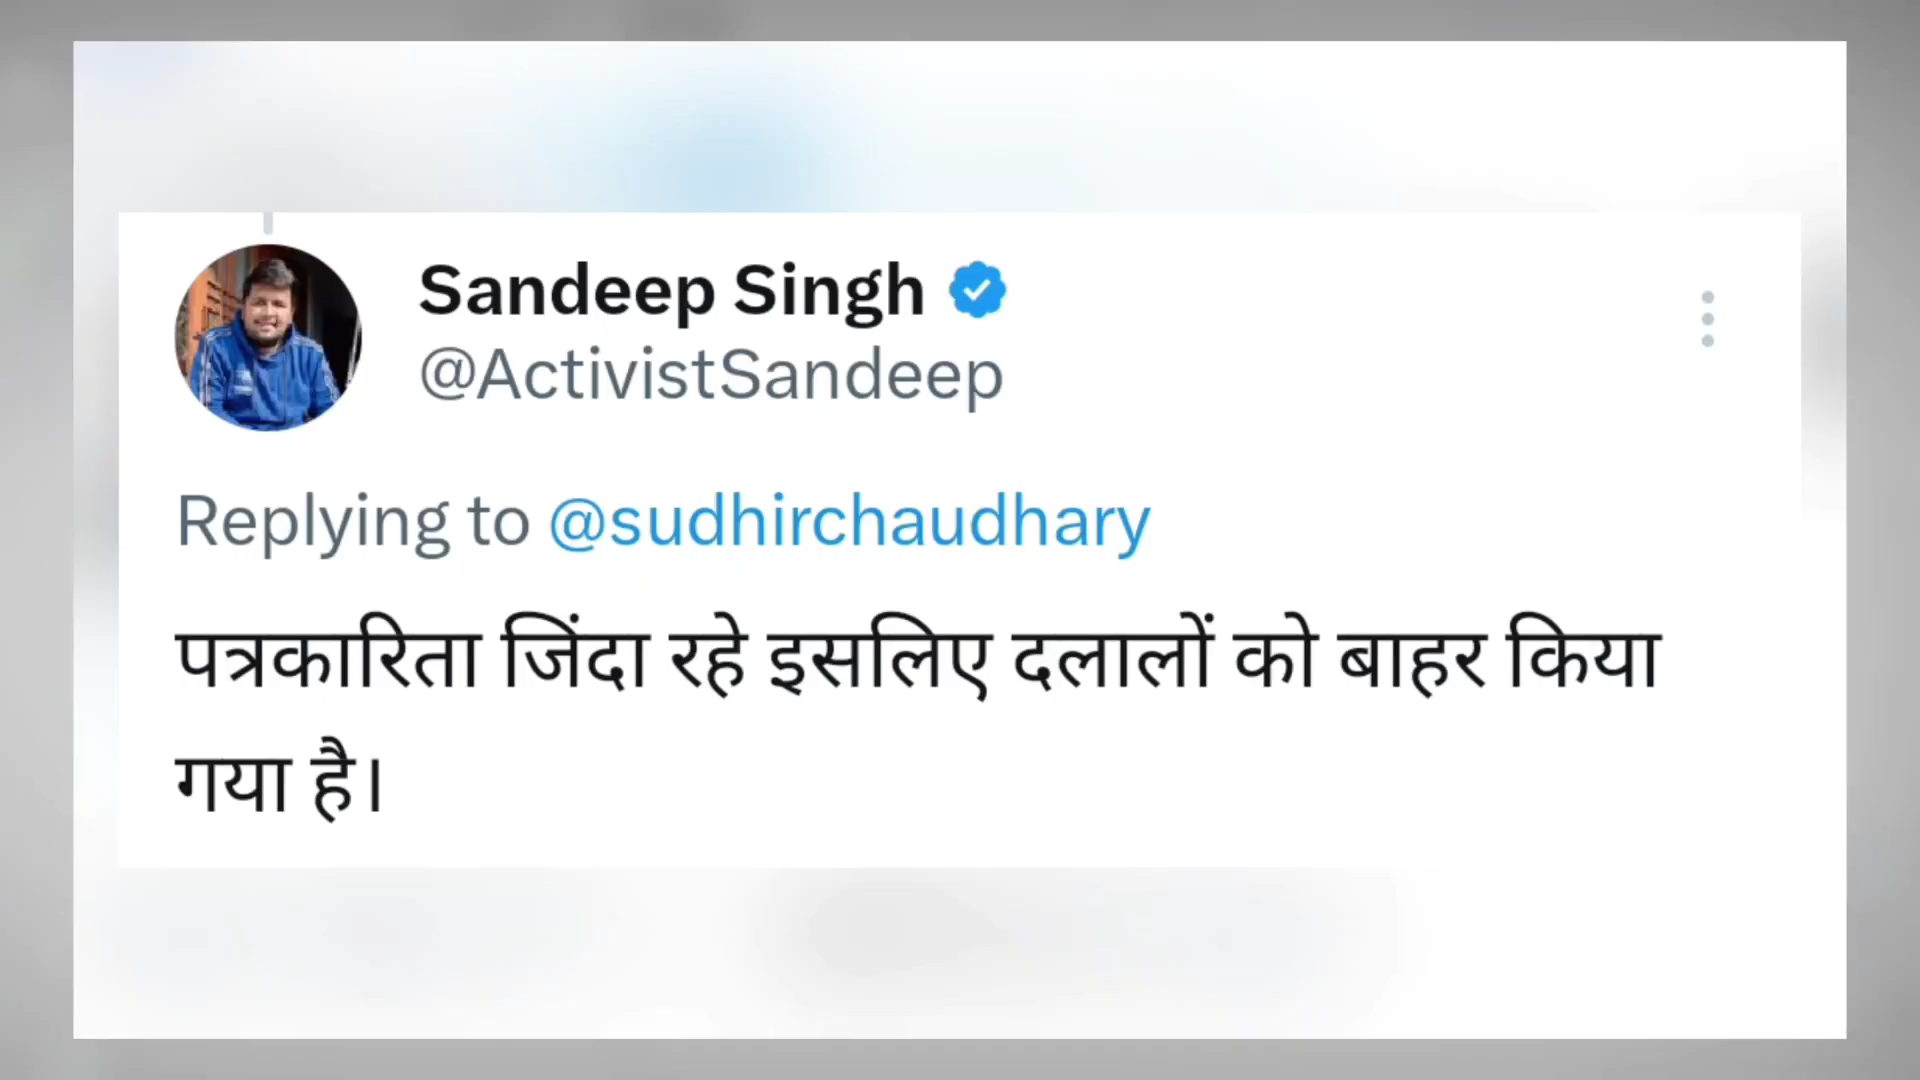 Sandeep Singh
@ActivistSandeep
Replying to @sudhirchaudhary
पत्रकारिता जिंदा रहे इसलिए दलालों को बाहर किया
गया है।